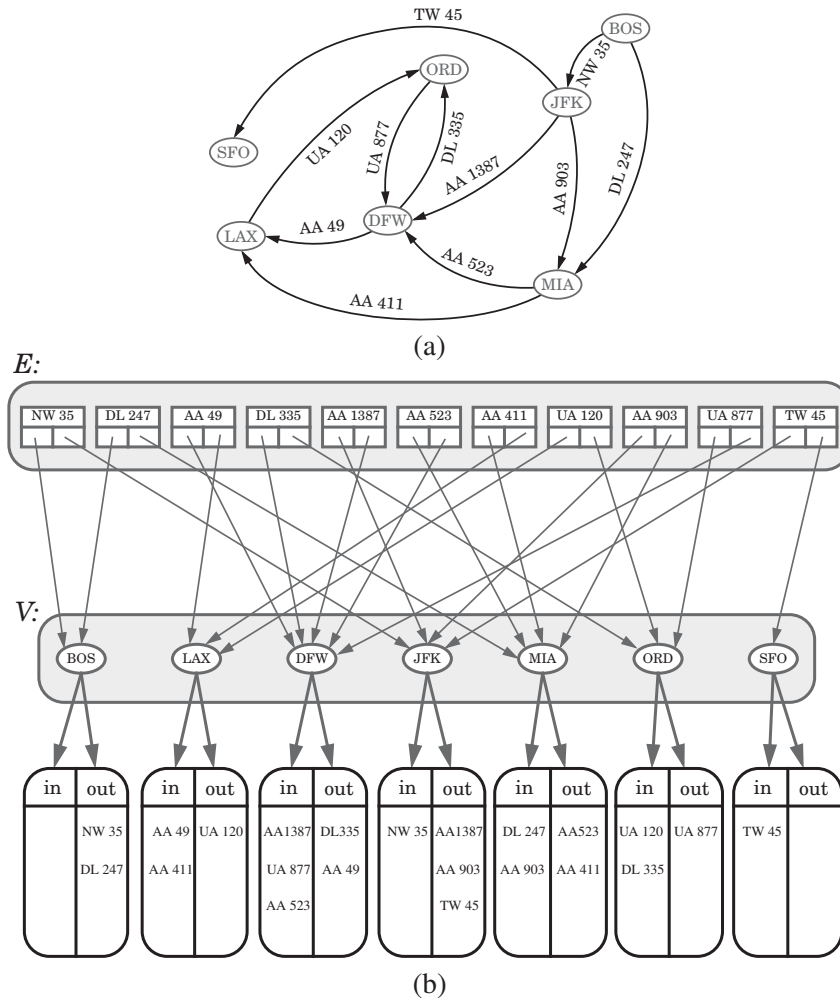 TW 45
BOS
NW 35
ORD
JFK
SFO
UA 120
UA 877
DL 335
AA 1387
AA 903
DL 247
DFW
LAX
AA 49
AA 523
MIA
AA 411
(a)
E:
NW 35 DL 247 AA 49 DL 335 AA 1387 AA 523 AA 411 UA 120 AA 903 UA 877 TW 45
V:
BOS LAX DFW JFK MIA ORD SFO
in out in out in out in out in out in out in out
NW 35 AA 49 UA 120 AA1387 DL335 NW 35 AA1387 DL 247 AA523 UA 120 UA 877 TW 45
DL 247 AA 411 UA 877 AA 49 AA 903 AA 903 AA 411 DL 335
AA 523 TW 45
(b)